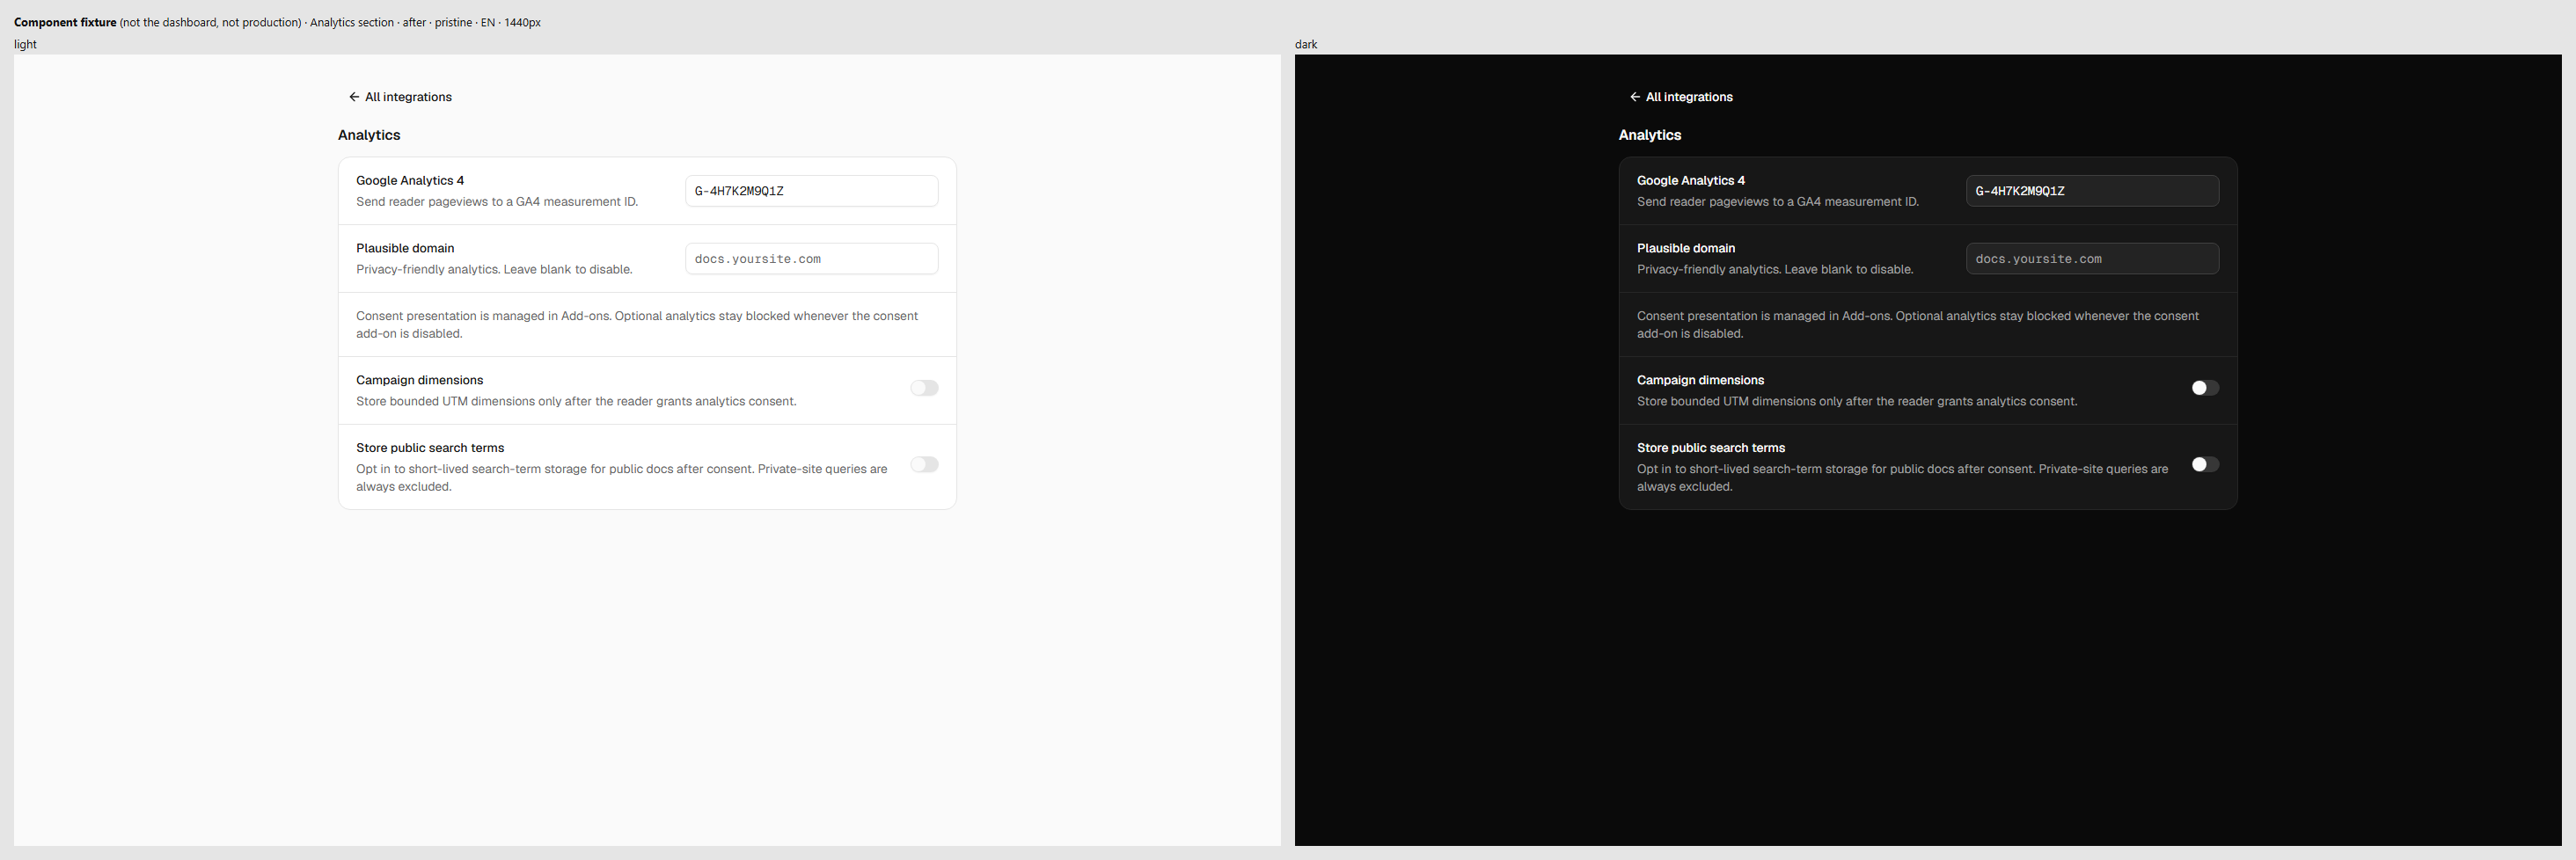 Component fixture (not the dashboard, not production) · Analytics section · after · pristine · EN · 1440px
light
← All integrations
Analytics
Google Analytics 4
Send reader pageviews to a GA4 measurement ID.
G-4H7K2M9Q1Z
Plausible domain
Privacy-friendly analytics. Leave blank to disable.
docs.yoursite.com
Consent presentation is managed in Add-ons. Optional analytics stay blocked whenever the consent
add-on is disabled.
Campaign dimensions
Store bounded UTM dimensions only after the reader grants analytics consent.
Store public search terms
Opt in to short-lived search-term storage for public docs after consent. Private-site queries are
always excluded.
dark
← All integrations
Analytics
Google Analytics 4
Send reader pageviews to a GA4 measurement ID.
G-4H7K2M9Q1Z
Plausible domain
Privacy-friendly analytics. Leave blank to disable.
docs.yoursite.com
Consent presentation is managed in Add-ons. Optional analytics stay blocked whenever the consent
add-on is disabled.
Campaign dimensions
Store bounded UTM dimensions only after the reader grants analytics consent.
Store public search terms
Opt in to short-lived search-term storage for public docs after consent. Private-site queries are
always excluded.